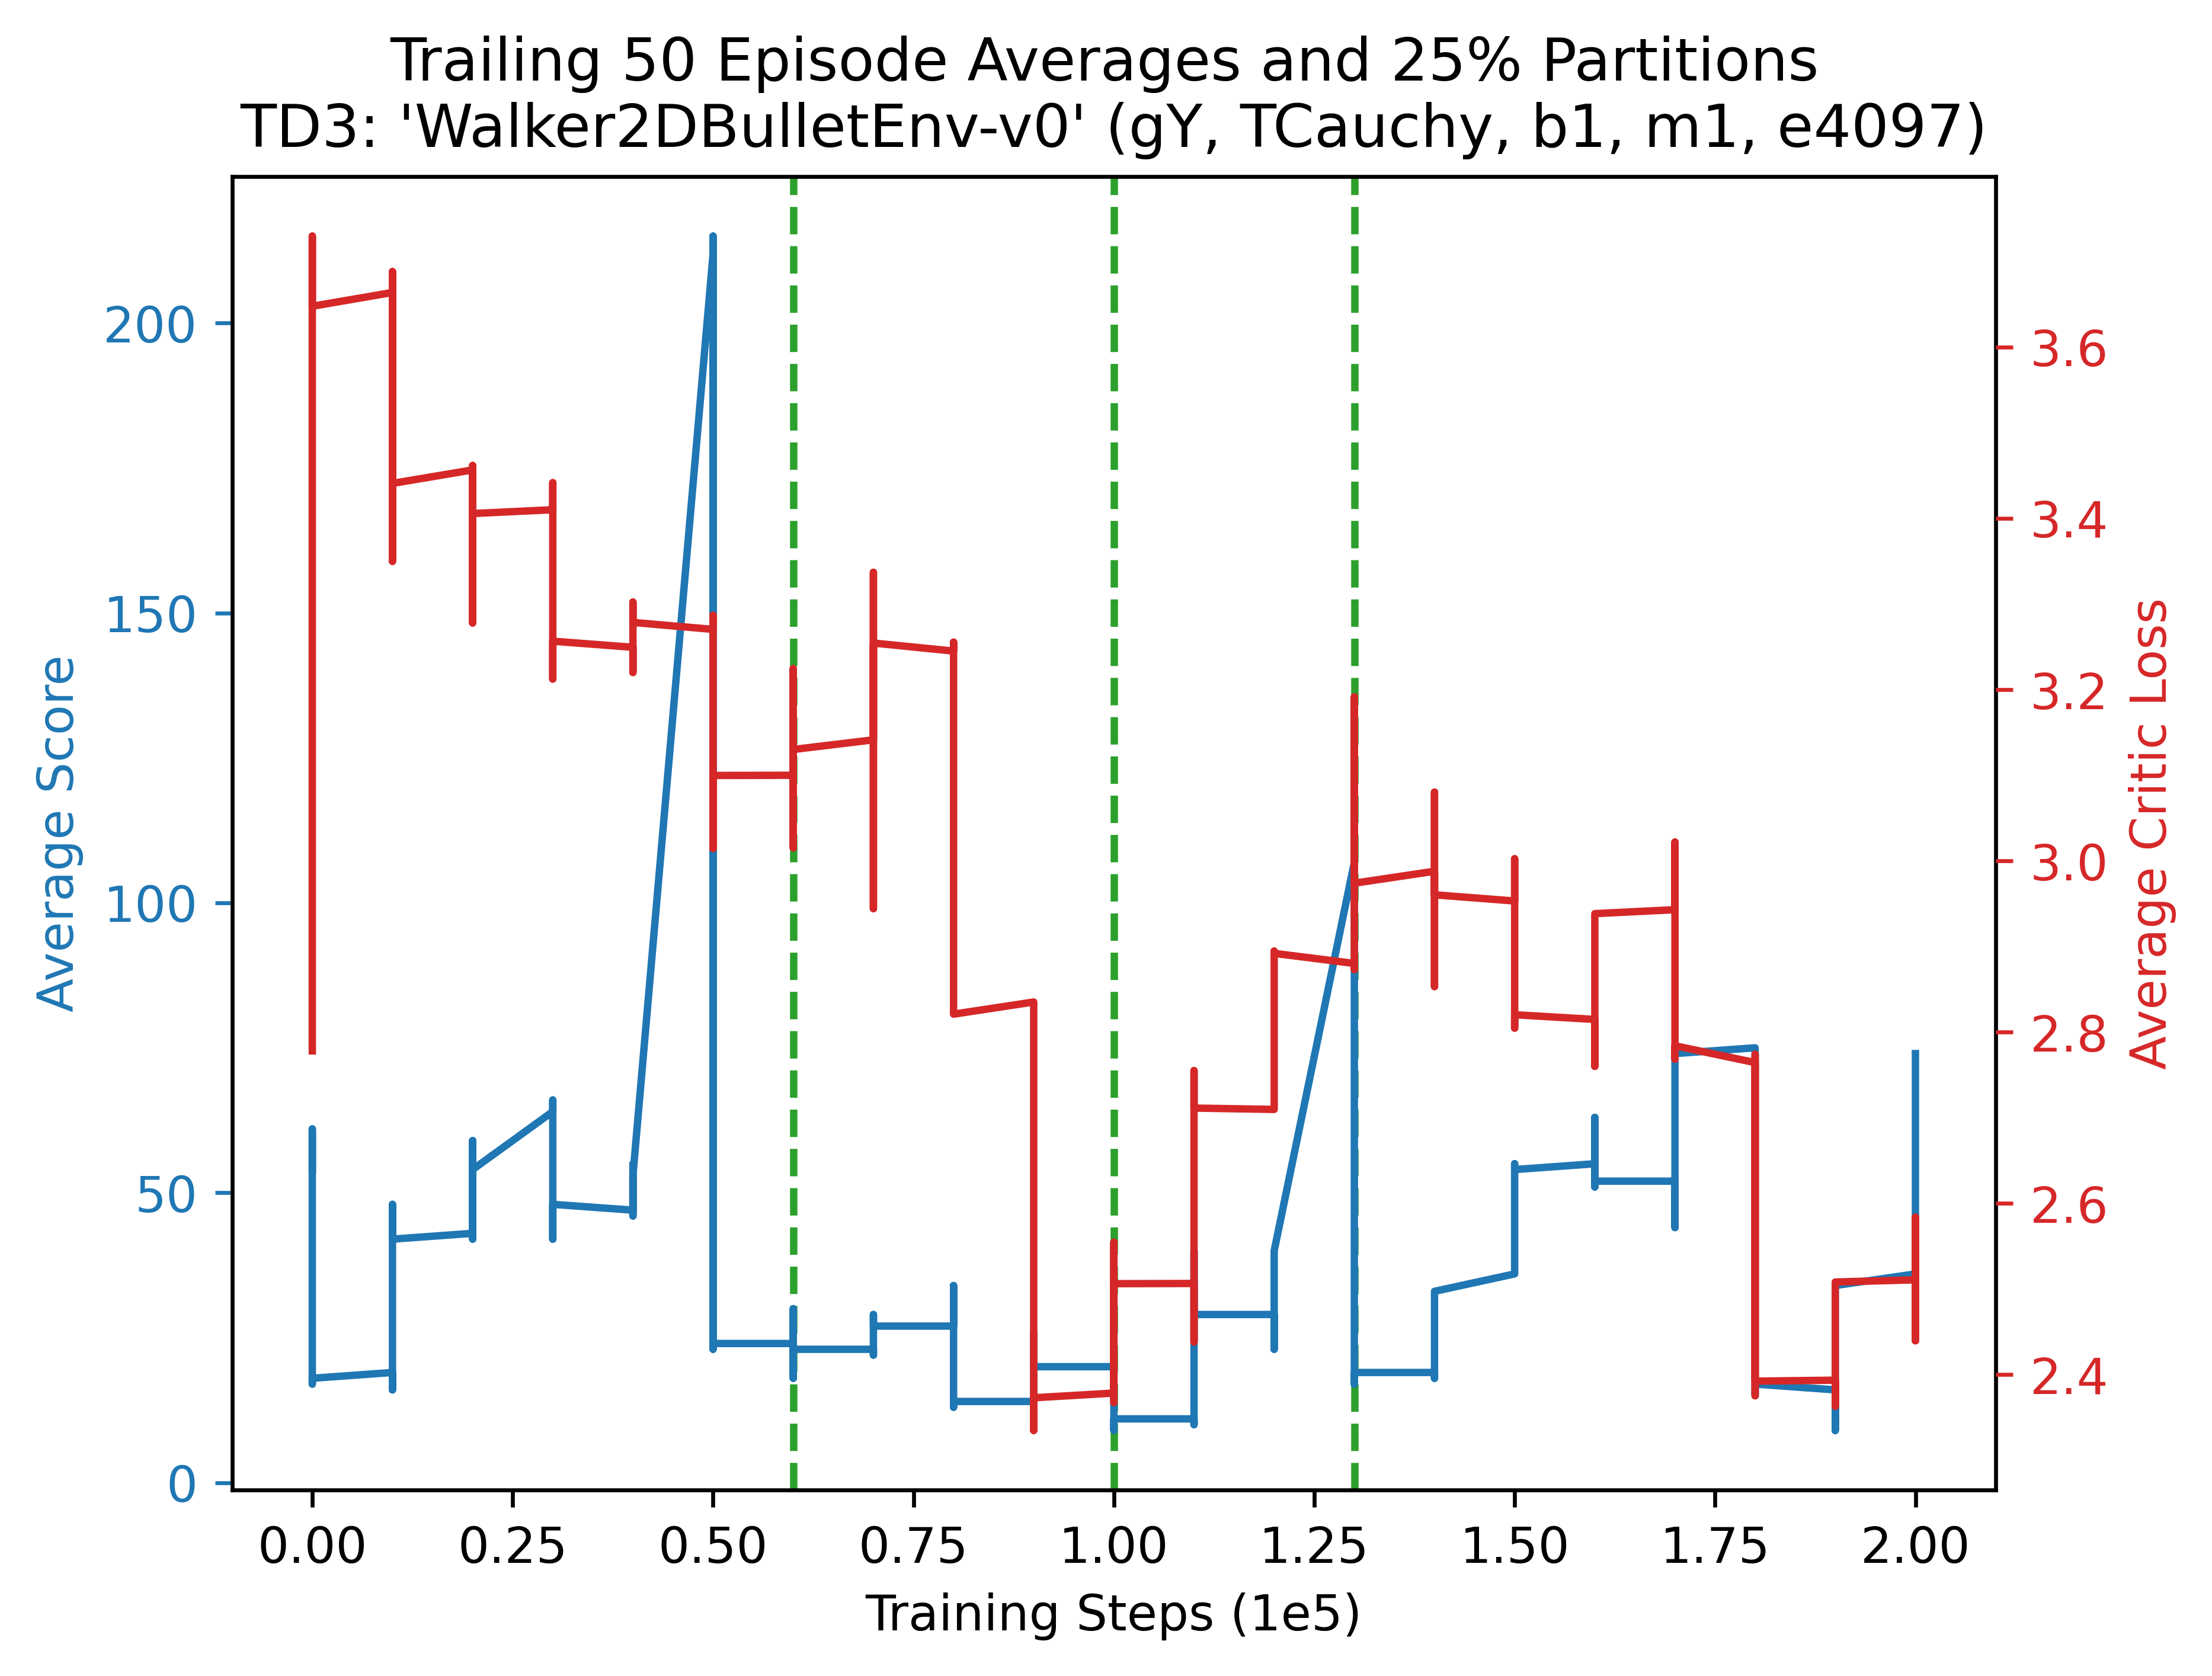 Trailing 50 Episode Averages and 25% Partitions
TD3: 'Walker2DBulletEnv-v0' (gY, TCauchy, b1, m1, e4097)
Average Score
200
150
100
50
0
3.6
3.4
3.2
3.0
2.8
2.6
2.4
Average Critic Loss
0.00 0.25 0.50 0.75 1.00 1.25 1.50 1.75 2.00
Training Steps (1e5)